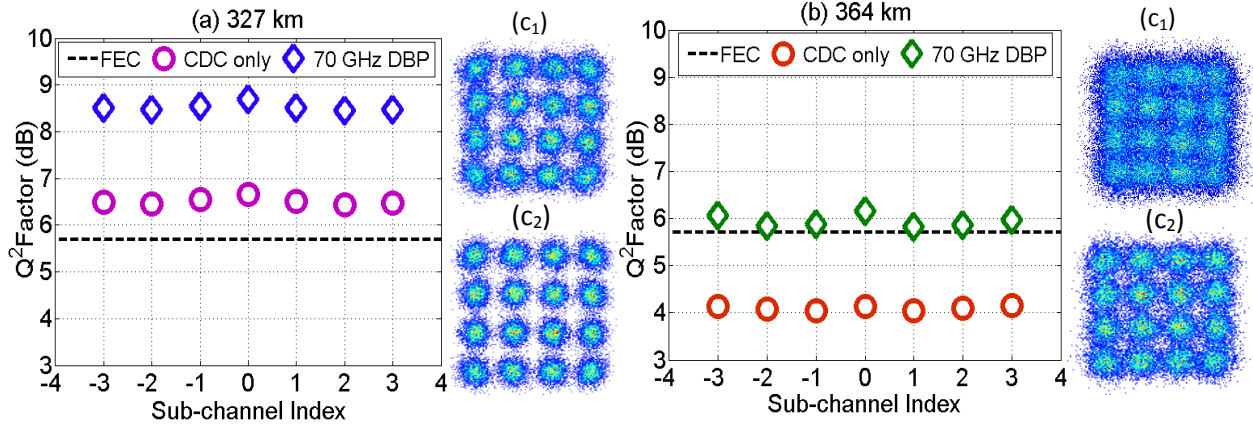 (a) 327 km
FEC CDC only 70 GHz DBP
Q²Factor (dB)
10
9
8
7
6
5
4
3
-4 -3 -2 -1 0 1 2 3 4
Sub-channel Index
(c₁)
(c₂)
(b) 364 km
FEC CDC only 70 GHz DBP
Q²Factor (dB)
10
9
8
7
6
5
4
3
-4 -3 -2 -1 0 1 2 3 4
Sub-channel Index
(c₁)
(c₂)